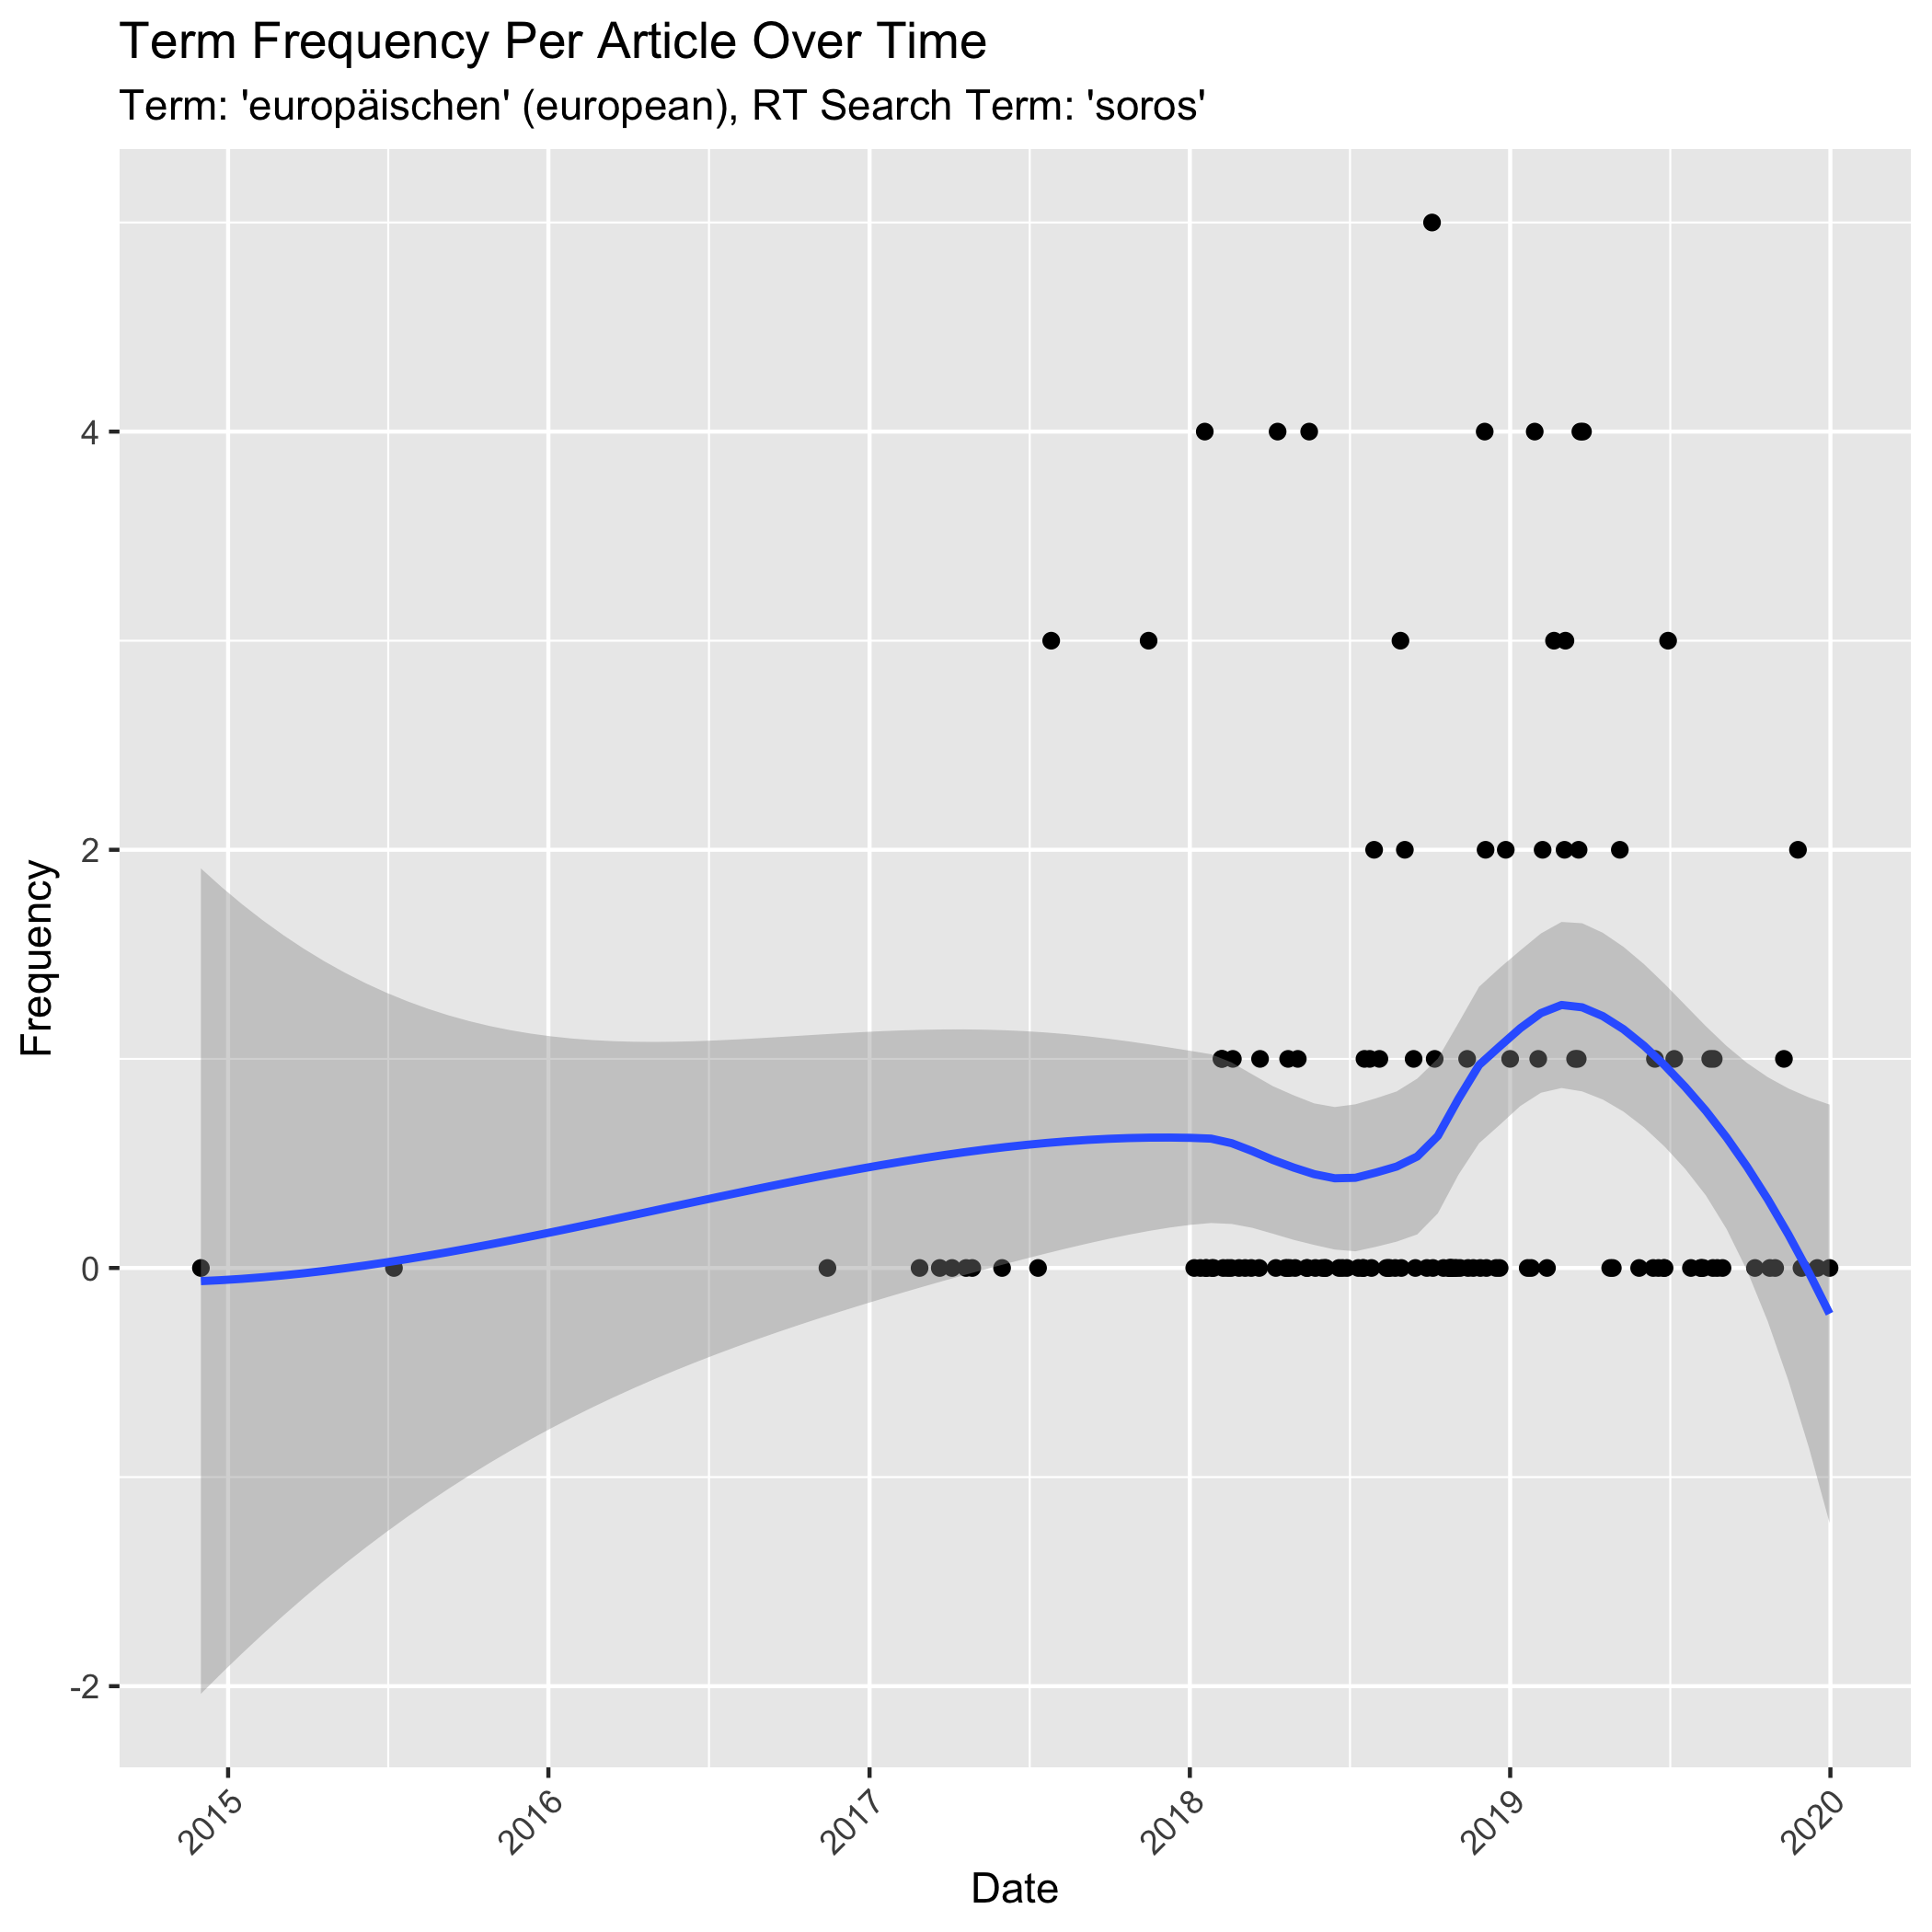 Term Frequency Per Article Over Time
Term: 'europäischen' (european), RT Search Term: 'soros'
Frequency
4
2
0
-2
2015
2016
2017
2018
2019
2020
Date